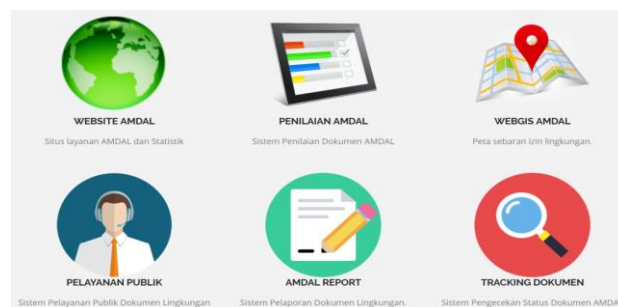 WEBSITE AMDAL
Situs layanan AMDAL dan Statistik
PENILAIAN AMDAL
Sistem Penilaian Dokumen AMDAL
WEBGIS AMDAL
Peta sebaran izin lingkungan.
PELAYANAN PUBLIK
Sistem Pelayanan Publik Dokumen Lingkungan
AMDAL REPORT
Sistem Pelaporan Dokumen Lingkungan.
TRACKING DOKUMEN
Sistem Pengecekan Status Dokumen AMDA